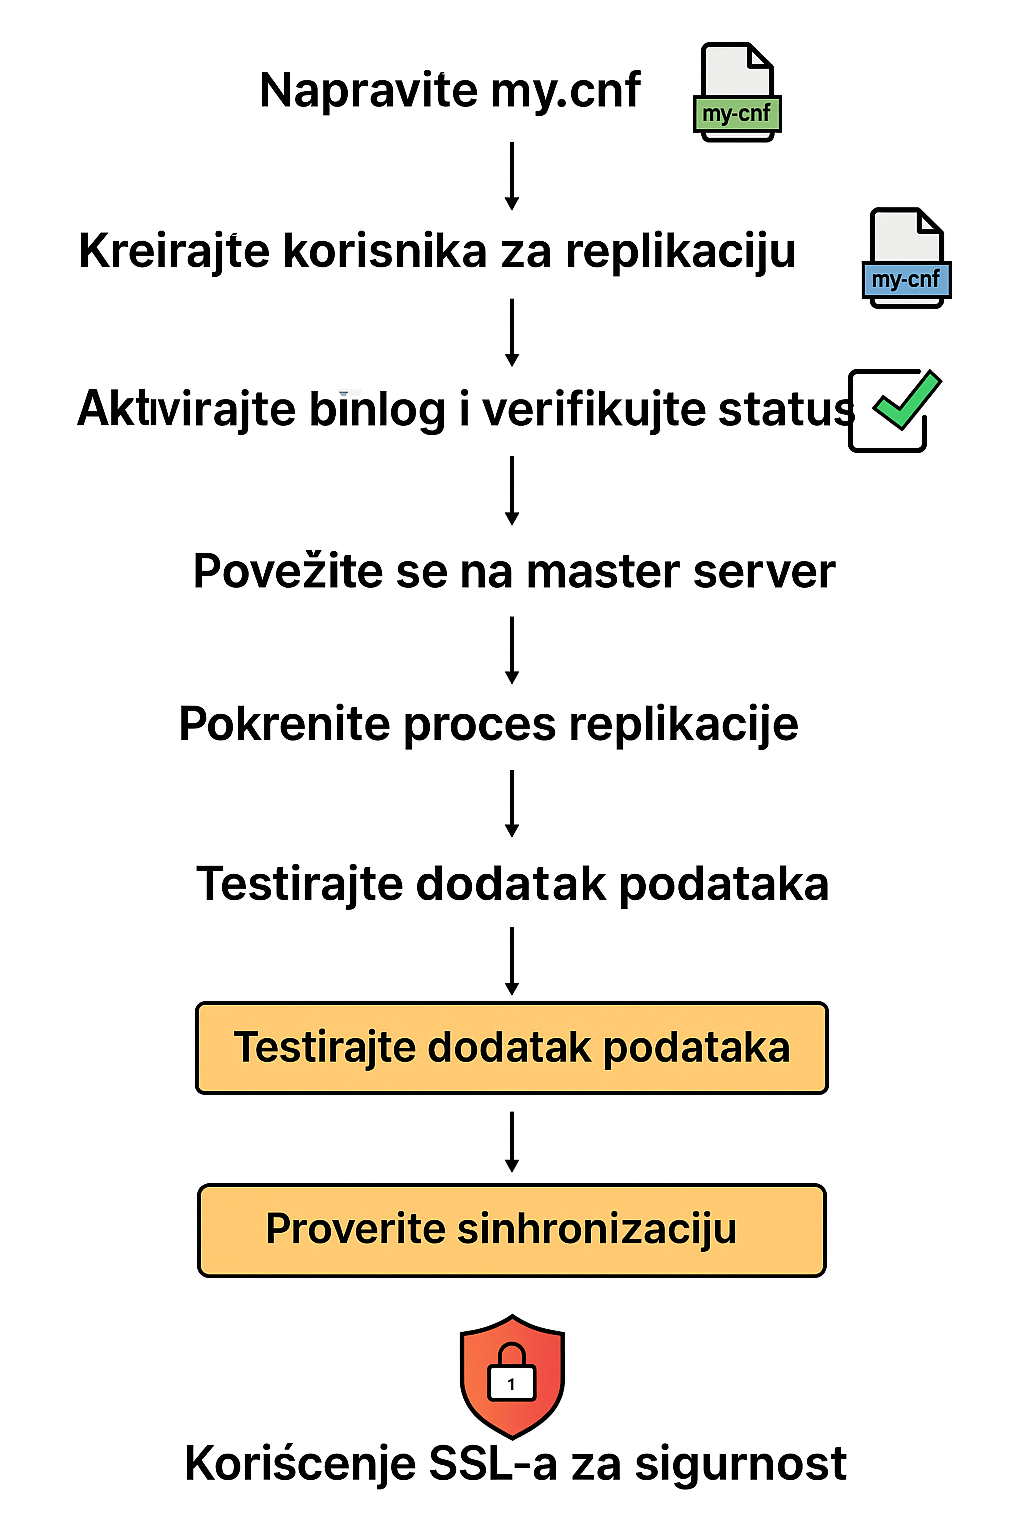 Napravite my.cnf
my-cnf
Kreirajte korisnika za replikaciju
my-cnf
Aktivirajte binlog i verifikujte status
Povežite se na master server
Pokrenite proces replikacije
Testirajte dodatak podataka
Testirajte dodatak podataka
Proverite sinhronizaciju
1
Koriścenje SSL-a za sigurnost